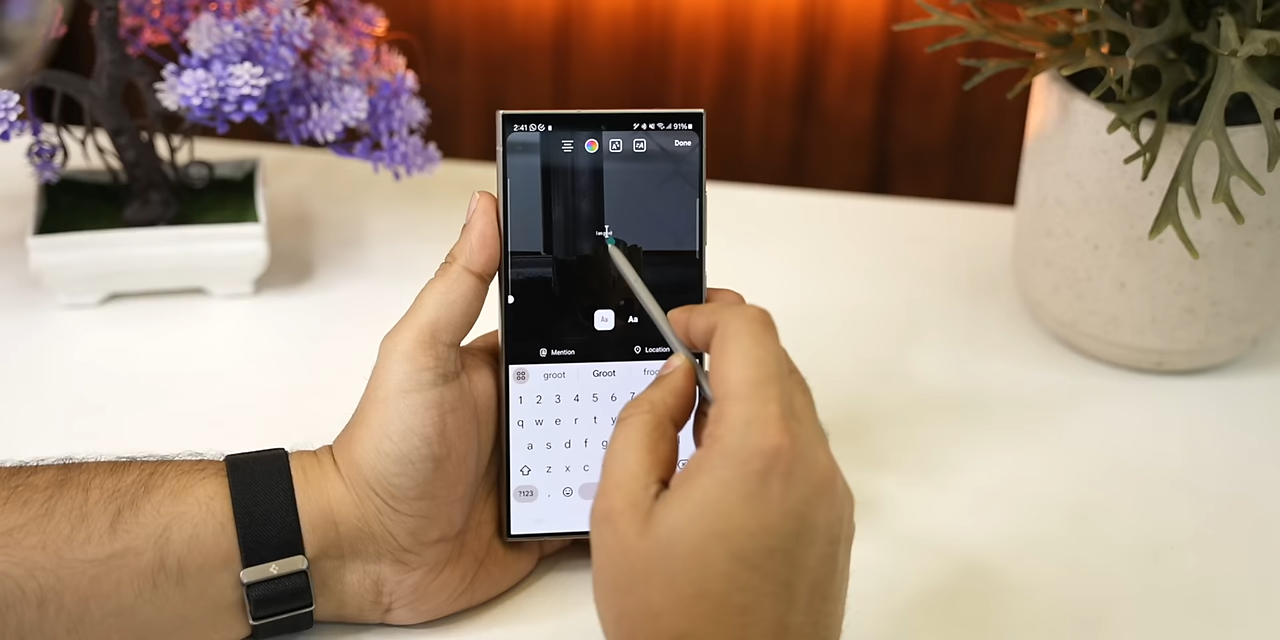 2:41 91%
Done
Aa Aa
Mention Location
groot Groot
1 2 3 4 5 6 7
q w e r t y
a s d f g
z x c
?123 ,